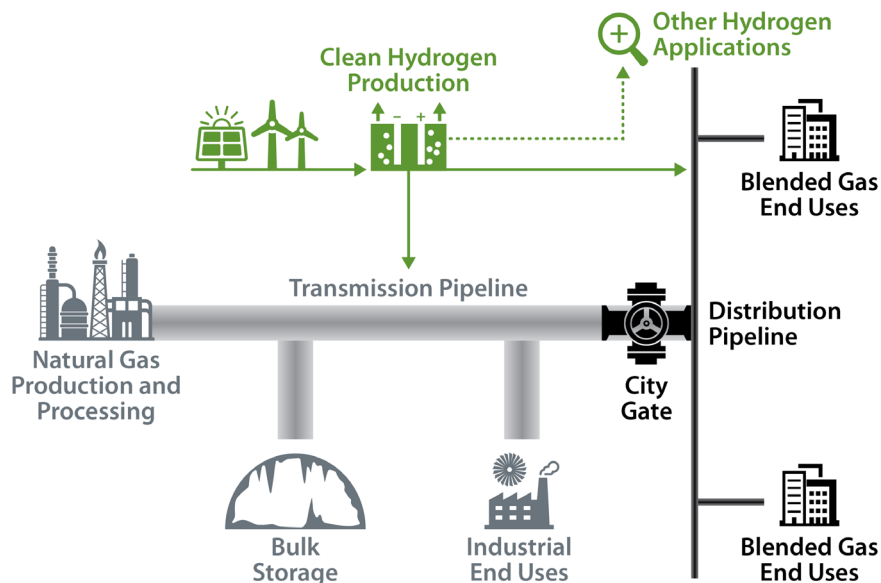 Other Hydrogen
Applications
Clean Hydrogen
Production
- +
Blended Gas
End Uses
Transmission Pipeline
Natural Gas
Production and
Processing
Distribution
Pipeline
City
Gate
Bulk
Storage
Industrial
End Uses
Blended Gas
End Uses